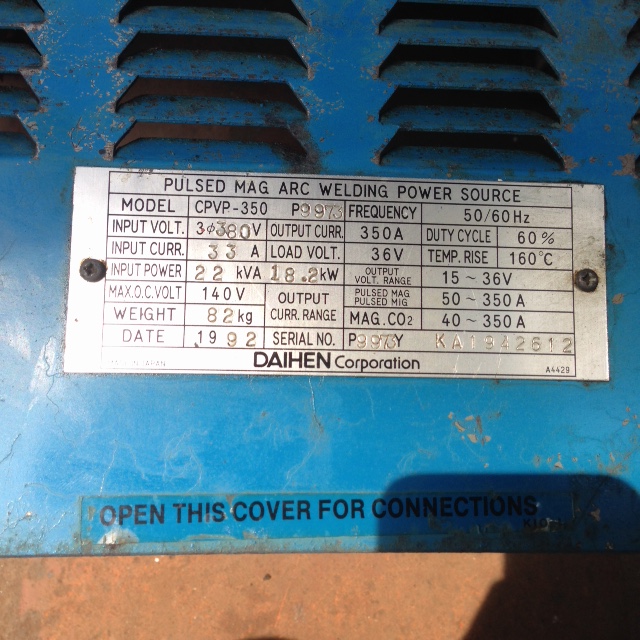 PULSED MAG ARC WELDING POWER SOURCE
MODEL CPVP-350 P9973 FREQUENCY 50/60Hz
INPUT VOLT. 3φ380V OUTPUT CURR. 350A DUTY CYCLE 60%
INPUT CURR. 33 A LOAD VOLT. 36V TEMP. RISE 160°C
INPUT POWER 22 kVA 18.2kW OUTPUT VOLT. RANGE 15~36V
MAX.O.C.VOLT 140V OUTPUT CURR. RANGE PULSED MAG PULSED MIG 50~350A
WEIGHT 82kg MAG.CO2 40~350A
DATE 1992 SERIAL NO. P9973Y KA1942612
MADE IN JAPAN DAIHEN Corporation A4429
OPEN THIS COVER FOR CONNECTIONS